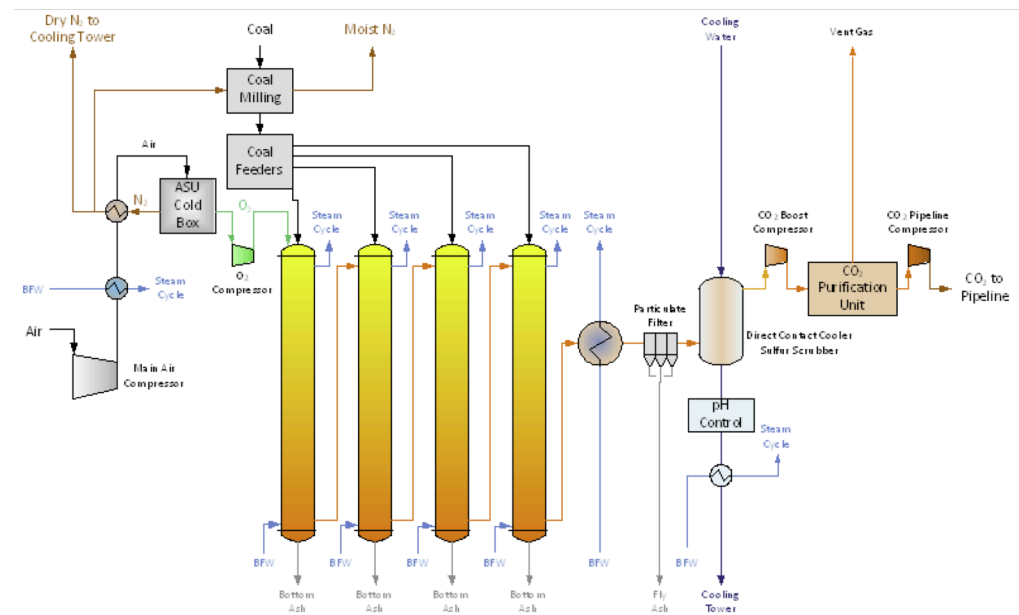 Dry N₂ to
Cooling Tower
Coal
Moist N₂
Cooling
Water
Vent Gas
Coal
Milling
Air
Coal
Feeders
ASU
Cold
Box
N₂
O₂
O₂
Compressor
Steam
Cycle
Steam
Cycle
Steam
Cycle
Steam
Cycle
Steam
Cycle
CO₂ Boost
Compressor
CO₂ Pipeline
Compressor
BFW
Steam
Cycle
CO₂
Purification
Unit
CO₂ to
Pipeline
Air
Main Air
Compressor
Particulate
Filter
Direct Contact Cooler
Sulfur Scrubber
pH
Control
Steam
Cycle
BFW
BFW
BFW
BFW
BFW
BFW
Bottom
Ash
Bottom
Ash
Bottom
Ash
Bottom
Ash
Fly
Ash
Cooling
Tower